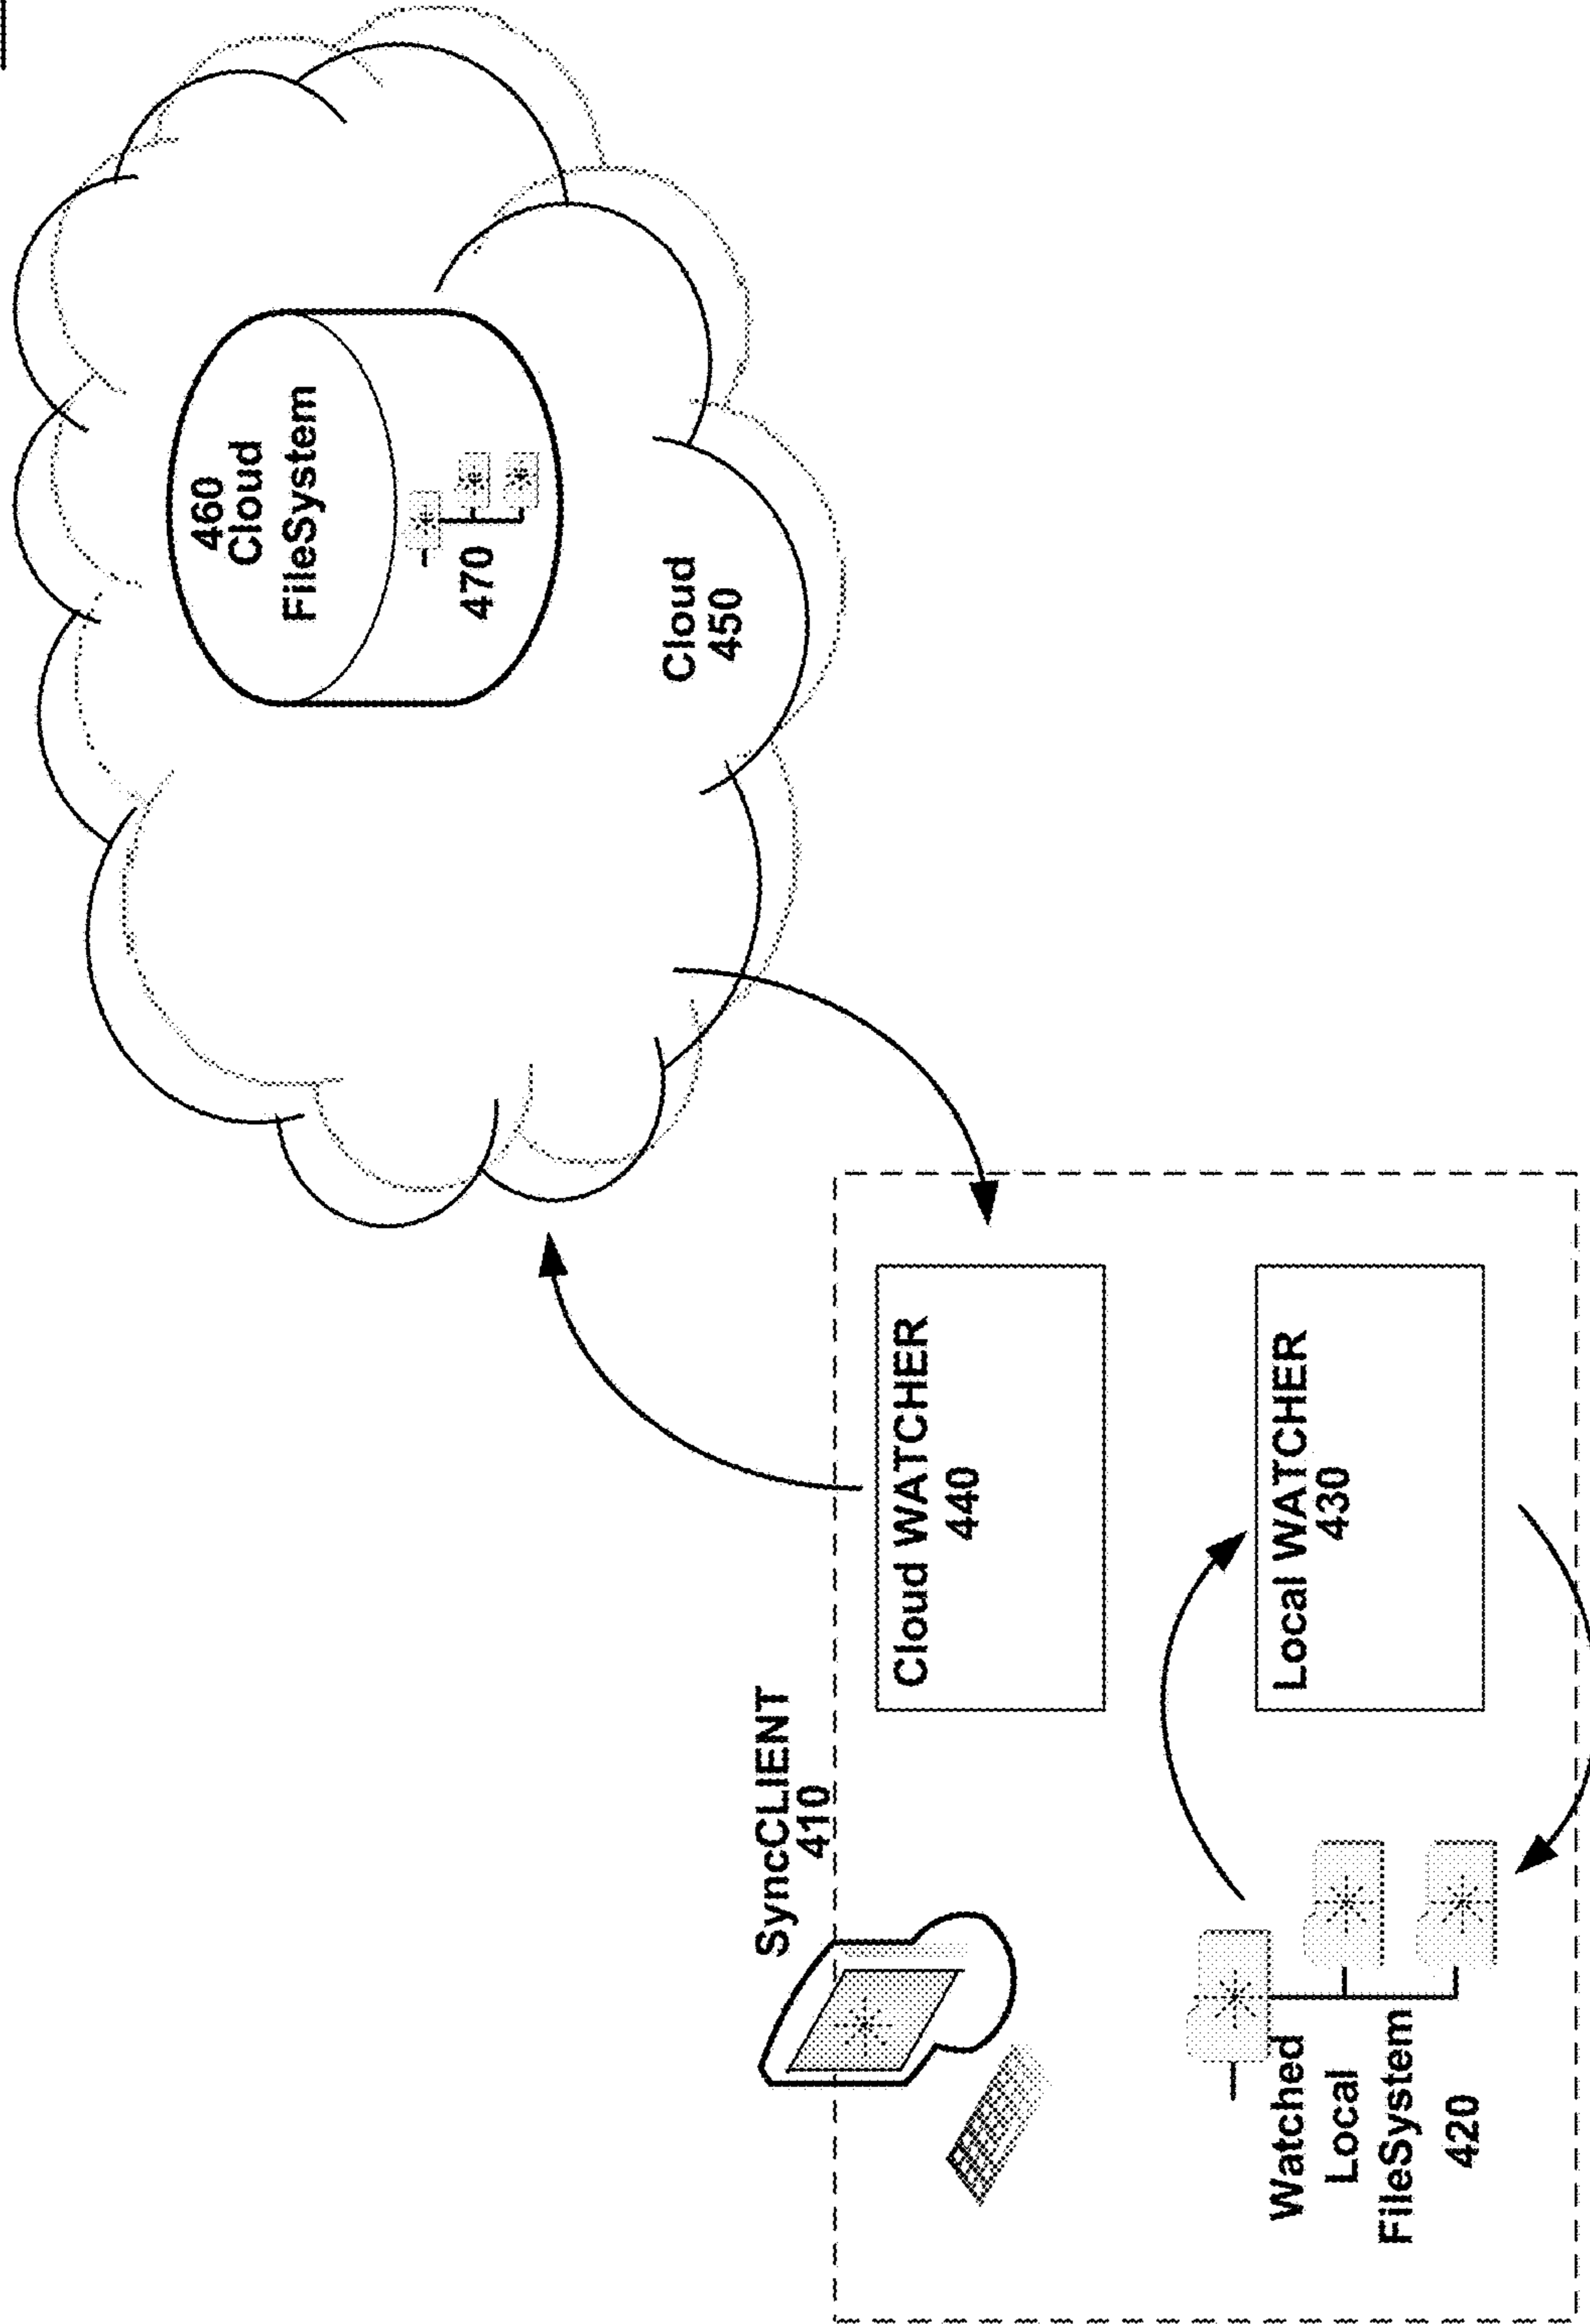 460
Cloud
FileSystem
470
Cloud
450
SyncCLIENT
410
Cloud WATCHER
440
Local WATCHER
430
Watched
Local
FileSystem
420